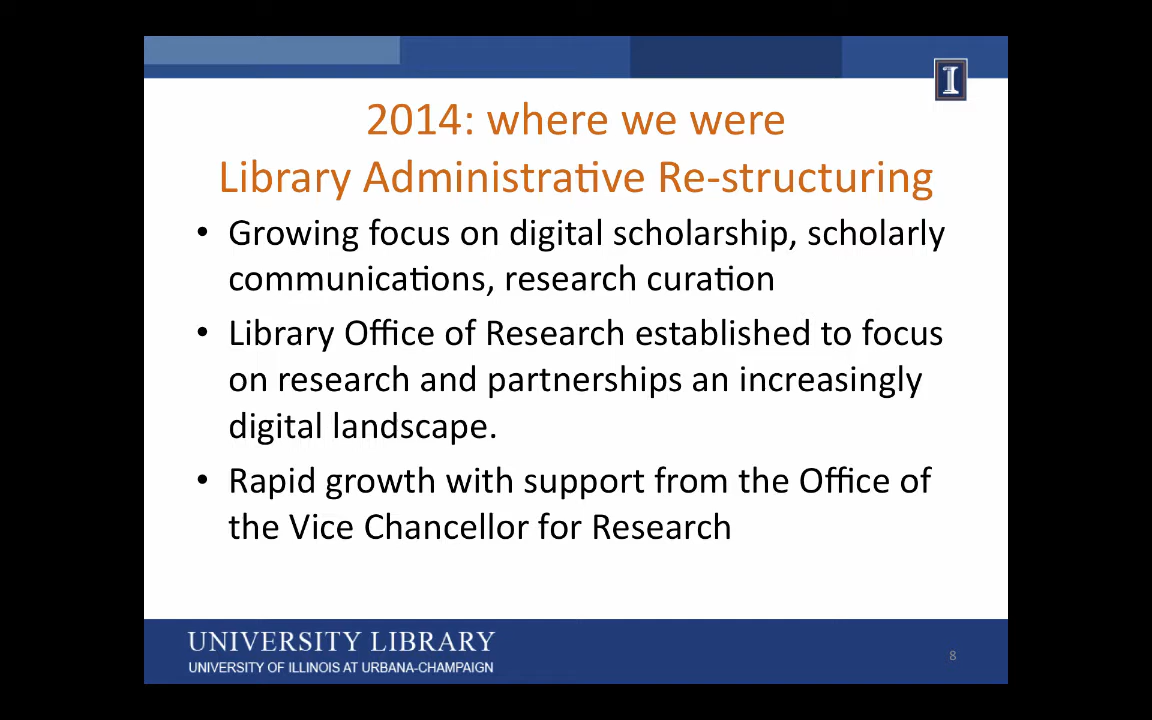 I
2014: where we were
Library Administrative Re-structuring
• Growing focus on digital scholarship, scholarly
communications, research curation
• Library Office of Research established to focus
on research and partnerships an increasingly
digital landscape.
• Rapid growth with support from the Office of
the Vice Chancellor for Research
UNIVERSITY LIBRARY
UNIVERSITY OF ILLINOIS AT URBANA-CHAMPAIGN
8